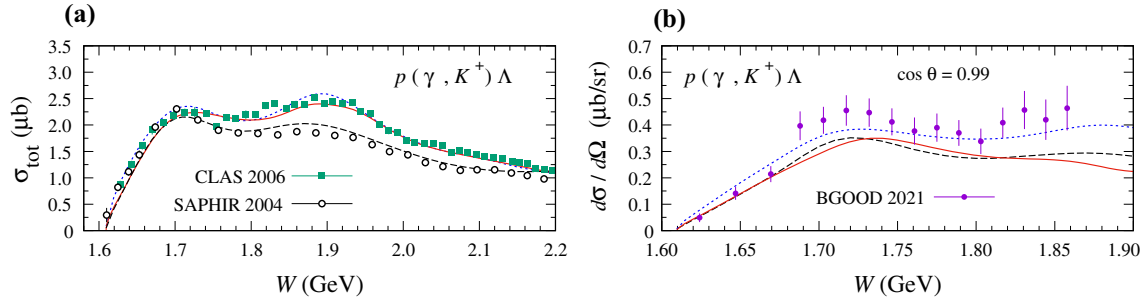 (a)
σtot (μb)
3.5
3.0
2.5
2.0
1.5
1.0
0.5
0
p ( γ , K⁺ ) Λ
CLAS 2006
SAPHIR 2004
1.6 1.7 1.8 1.9 2.0 2.1 2.2
W (GeV)
(b)
dσ / dΩ (μb/sr)
0.7
0.6
0.5
0.4
0.3
0.2
0.1
0
p ( γ , K⁺ ) Λ
cos θ = 0.99
BGOOD 2021
1.60 1.65 1.70 1.75 1.80 1.85 1.90
W (GeV)